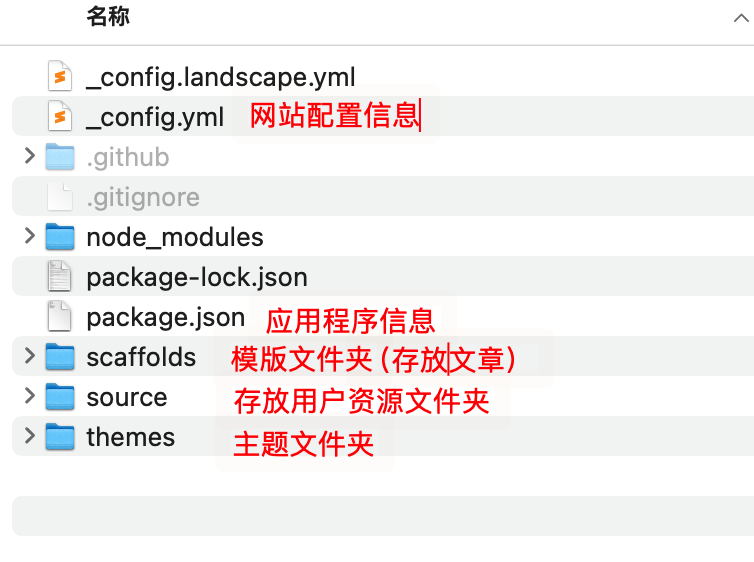 名称
_config.landscape.yml
_config.yml 网站配置信息
.github
.gitignore
node_modules
package-lock.json
package.json 应用程序信息
scaffolds 模版文件夹(存放文章)
source 存放用户资源文件夹
themes 主题文件夹